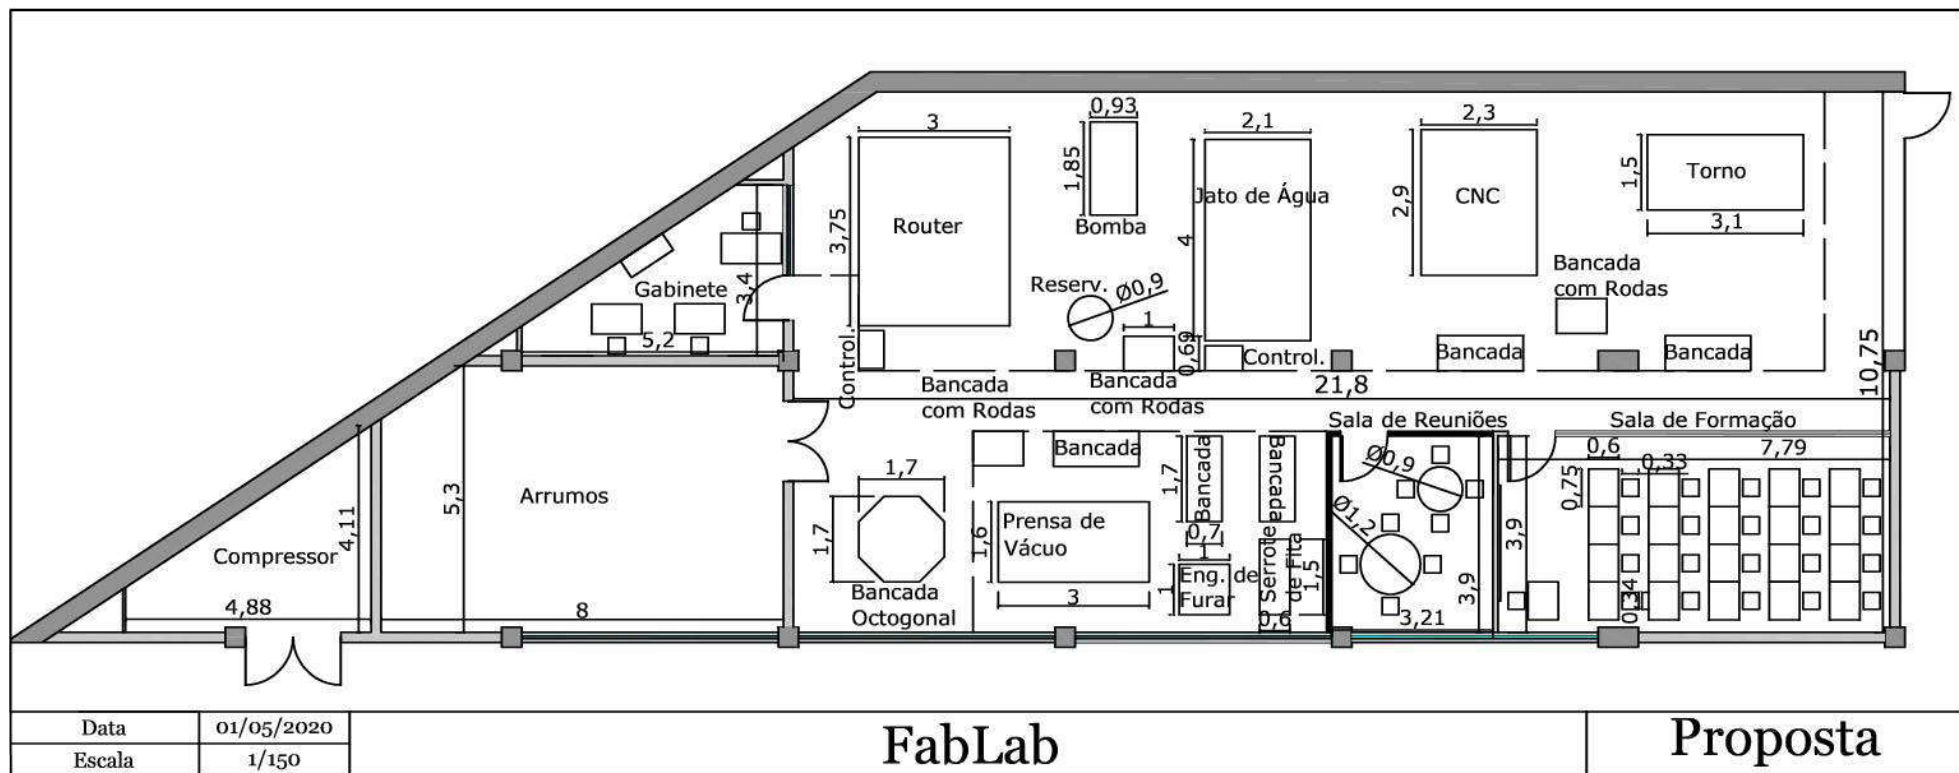 0,93
3
2,1
2,3
1,85
1,5
Torno
3,1
Jato de Água
CNC
2,9
Router
3,75
Bomba
4
Gabinete
3,4
Reserv.
Ø0,9
Bancada
com Rodas
1
0,69
5,2
Control.
Control.
Bancada
Bancada
10,75
21,8
Bancada
com Rodas
Bancada
com Rodas
Sala de Reuniões
Sala de Formação
Bancada
1,7
Bancada
Bancada
Ø0,9
0,6
0,33
7,79
0,75
1,7
5,3
Arrumos
4,11
Compressor
1,7
1,6
Prensa de
Vácuo
0,7
1
Ø1,2
3,9
Eng. de
Furar
1
Serrote
de Fita
1,5
3,9
0,34
Bancada
Octogonal
3
0,6
3,21
4,88
8
Data
01/05/2020
Escala
1/150
FabLab
Proposta